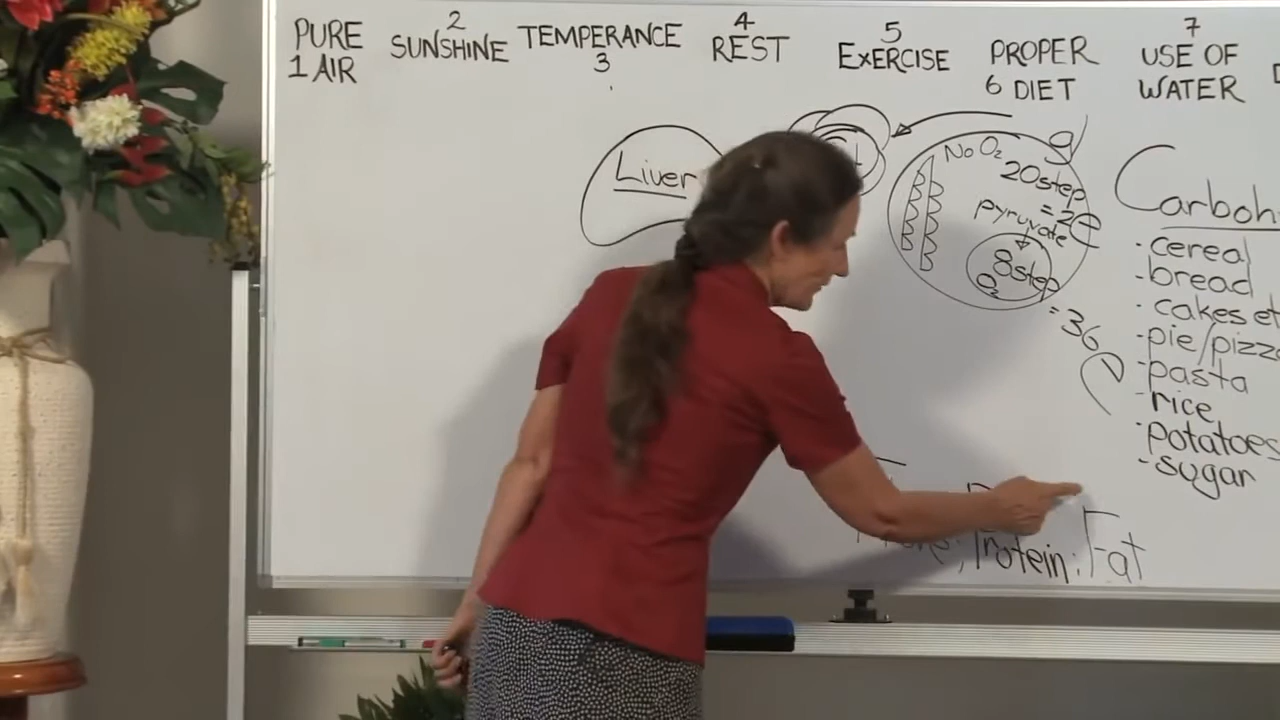 PURE
1 AIR
2
SUNSHINE
TEMPERANCE
3
4
REST
5
EXERCISE
PROPER
6 DIET
7
USE OF
WATER
Liver
No O₂
20step
= 2
pyruvate
8step
O₂
= 36
Carboh
·cereal
-bread
·cakes et
-pie/pizz
-pasta
-rice
·potatoes
-sugar
Protein; Fat